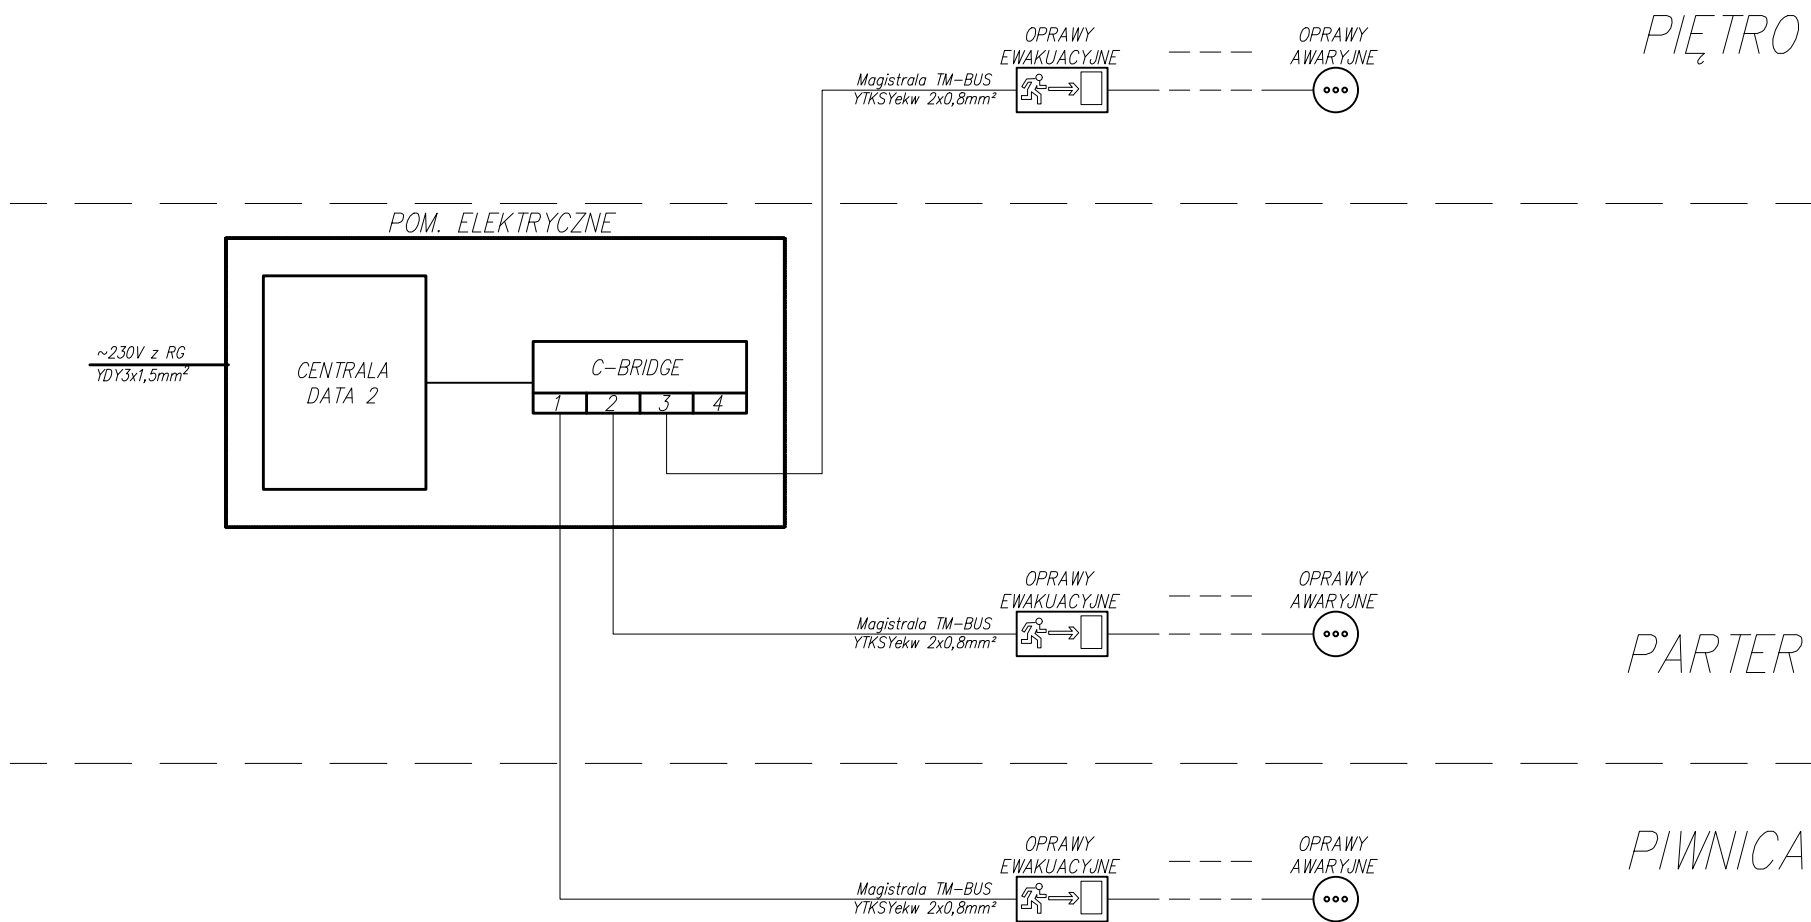 PIĘTRO
OPRAWY
EWAKUACYJNE
OPRAWY
AWARYJNE
Magistrala TM-BUS
YTKSYekw 2x0,8mm²
POM. ELEKTRYCZNE
~230V z RG
YDY3x1,5mm²
CENTRALA
DATA 2
C-BRIDGE
1 2 3 4
OPRAWY
EWAKUACYJNE
OPRAWY
AWARYJNE
Magistrala TM-BUS
YTKSYekw 2x0,8mm²
PARTER
OPRAWY
EWAKUACYJNE
OPRAWY
AWARYJNE
Magistrala TM-BUS
YTKSYekw 2x0,8mm²
PIWNICA